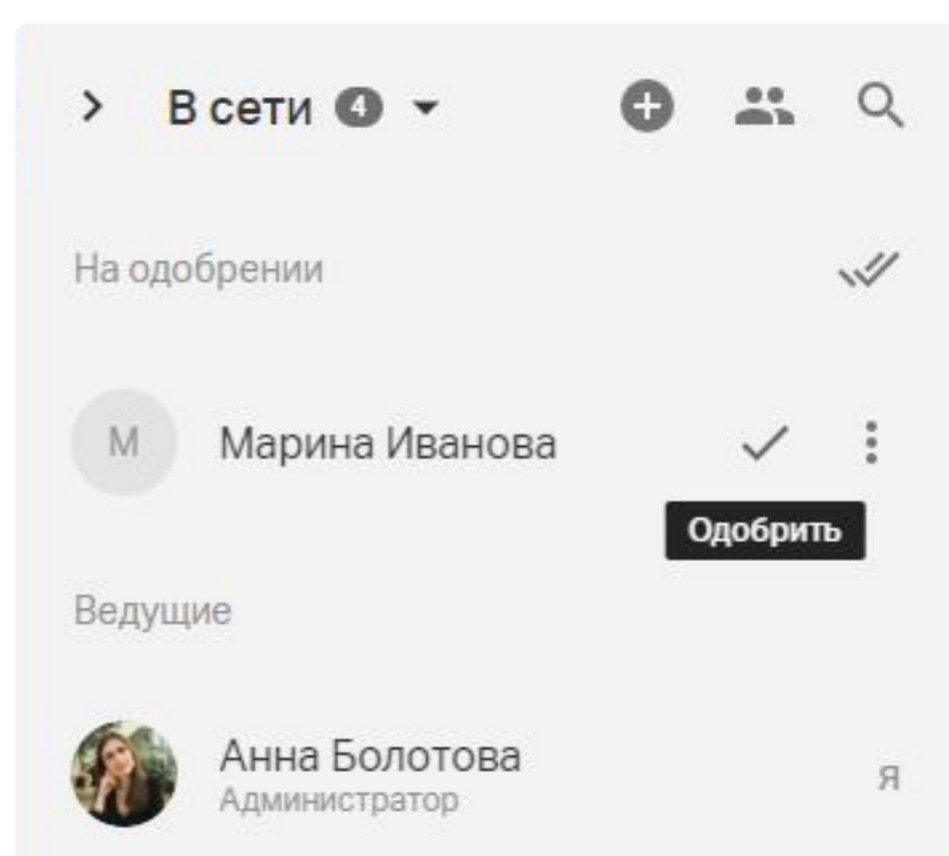 В сети 4
На одобрении
М Марина Иванова
Одобрить
Ведущие
Анна Болотова
Администратор
я